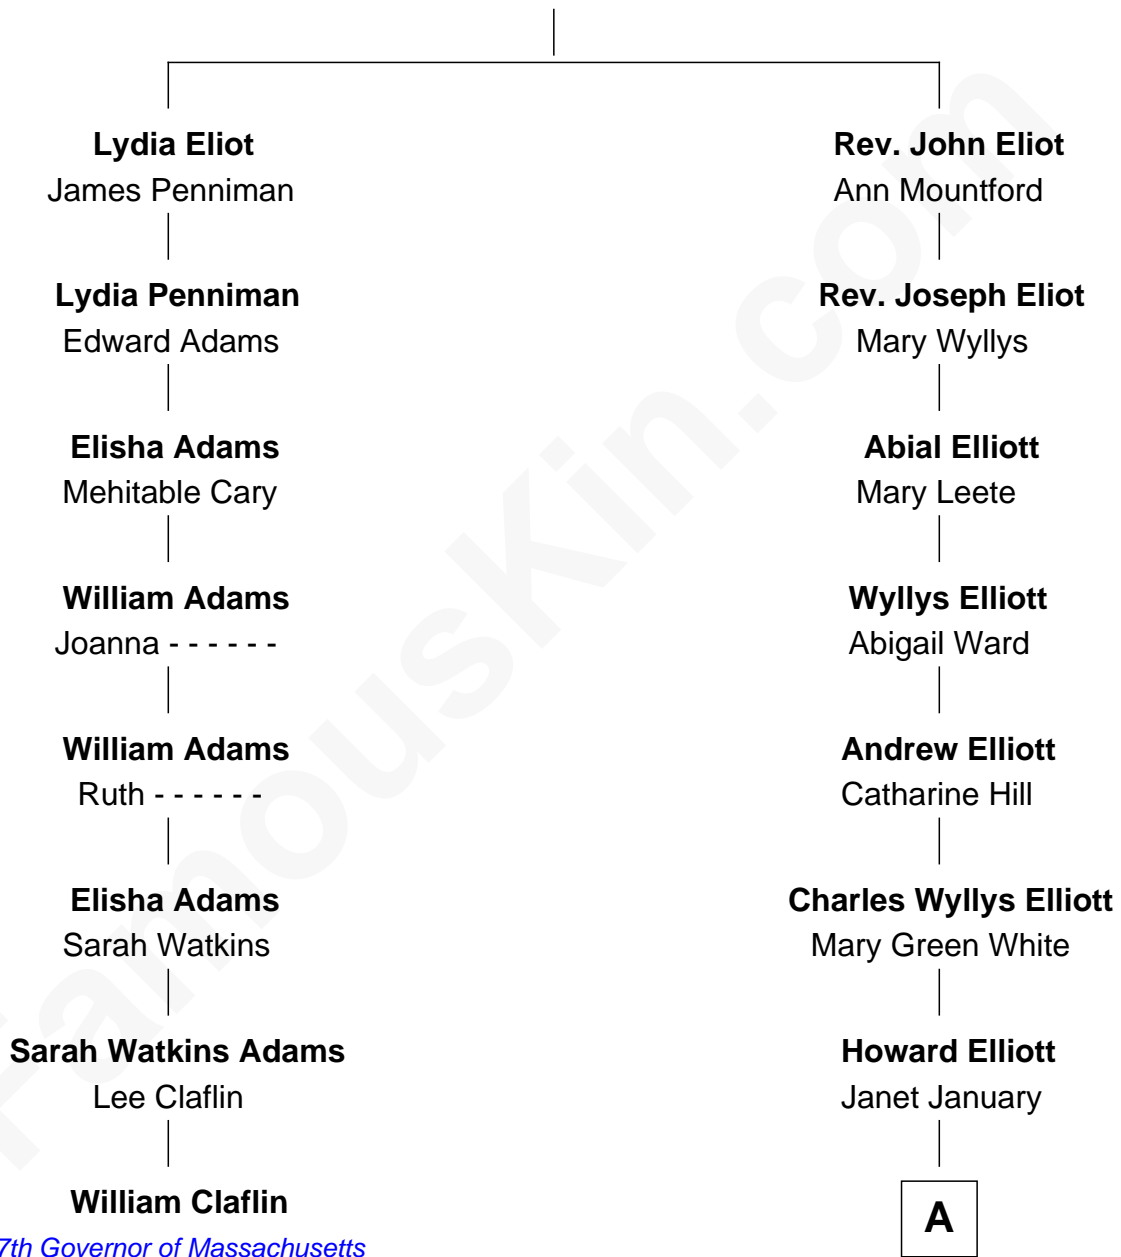 Lydia Eliot
James Penniman
Rev. John Eliot
Ann Mountford
Lydia Penniman
Edward Adams
Rev. Joseph Eliot
Mary Wyllys
Elisha Adams
Mehitable Cary
Abial Elliott
Mary Leete
William Adams
Joanna - - - - - -
Wyllys Elliott
Abigail Ward
William Adams
Ruth - - - - - -
Andrew Elliott
Catharine Hill
Elisha Adams
Sarah Watkins
Charles Wyllys Elliott
Mary Green White
Sarah Watkins Adams
Lee Claflin
Howard Elliott
Janet January
William Claflin
7th Governor of Massachusetts
A
FamousKin.com